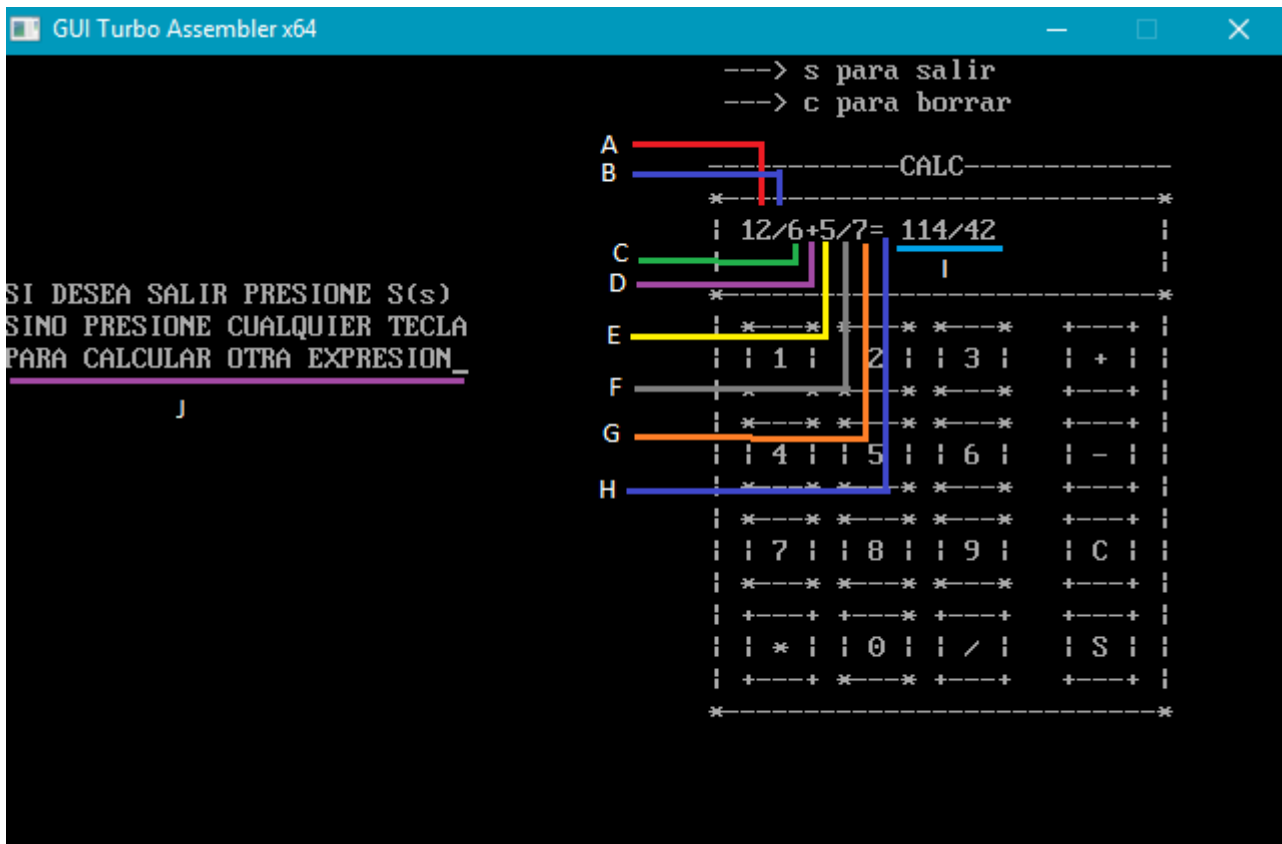 GUI Turbo Assembler x64
---> s para salir
---> c para borrar
A
B
-------------CALC-------------
12/6+5/7= 114/42
C
D
I
SI DESEA SALIR PRESIONE S(s)
SINO PRESIONE CUALQUIER TECLA
PARA CALCULAR OTRA EXPRESION_
J
E
F
G
H
1 2 3 +
4 5 6 -
7 8 9 C
* 0 / S